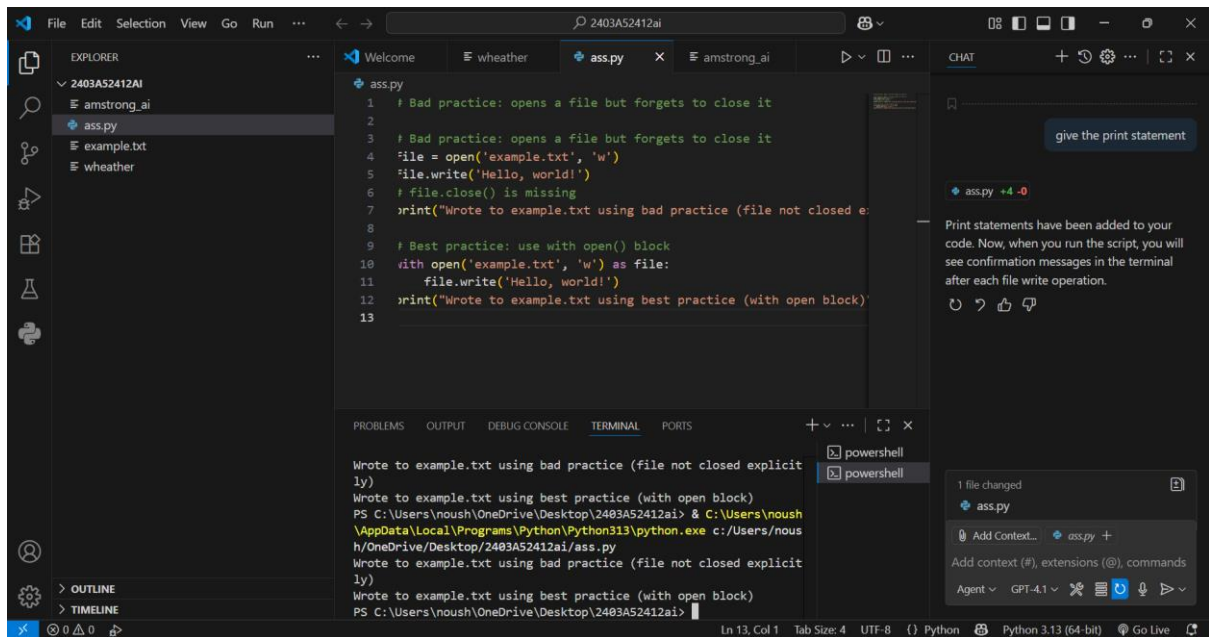 File Edit Selection View Go Run ···
2403A52412ai
EXPLORER ···
2403A52412AI
amstrong_ai
ass.py
example.txt
wheather
OUTLINE
TIMELINE
Welcome wheather ass.py amstrong_ai ···
ass.py
1 # Bad practice: opens a file but forgets to close it
2
3 # Bad practice: opens a file but forgets to close it
4 file = open('example.txt', 'w')
5 file.write('Hello, world!')
6 # file.close() is missing
7 print("Wrote to example.txt using bad practice (file not closed e
8
9 # Best practice: use with open() block
10 with open('example.txt', 'w') as file:
11 file.write('Hello, world!')
12 print("Wrote to example.txt using best practice (with open block)"
13
PROBLEMS OUTPUT DEBUG CONSOLE TERMINAL PORTS
Wrote to example.txt using bad practice (file not closed explicit
ly)
Wrote to example.txt using best practice (with open block)
PS C:\Users\noush\OneDrive\Desktop\2403A52412ai> & C:\Users\noush
\AppData\Local\Programs\Python\Python313\python.exe c:/Users/nous
h/OneDrive/Desktop/2403A52412ai/ass.py
Wrote to example.txt using bad practice (file not closed explicit
ly)
Wrote to example.txt using best practice (with open block)
PS C:\Users\noush\OneDrive\Desktop\2403A52412ai>
powershell
powershell
CHAT
give the print statement
ass.py +4 -0
Print statements have been added to your
code. Now, when you run the script, you will
see confirmation messages in the terminal
after each file write operation.
1 file changed
ass.py
Add Context... ass.py +
Add context (#), extensions (@), commands
Agent GPT-4.1
0 0 Ln 13, Col 1 Tab Size: 4 UTF-8 {} Python Python 3.13 (64-bit) Go Live